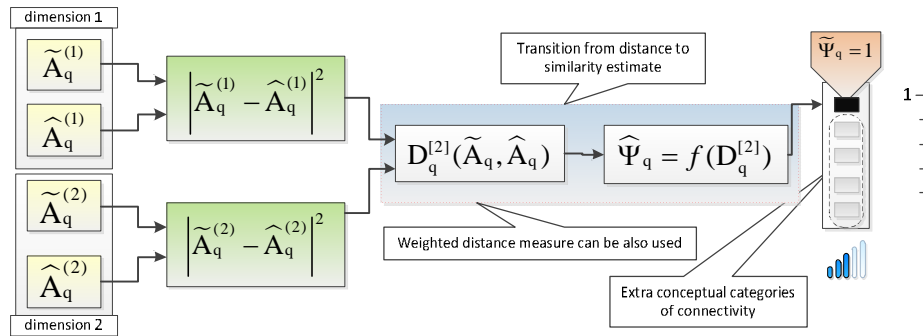 dimension 1
Ã_q^(1)
Â_q^(1)
|Ã_q^(1) − Â_q^(1)|^2
Ã_q^(2)
Â_q^(2)
|Ã_q^(2) − Â_q^(2)|^2
dimension 2
Transition from distance to
similarity estimate
D_q^[2](Ã_q, Â_q)
Ψ̂_q = f(D_q^[2])
Weighted distance measure can be also used
Ψ̃_q = 1
1
Extra conceptual categories
of connectivity